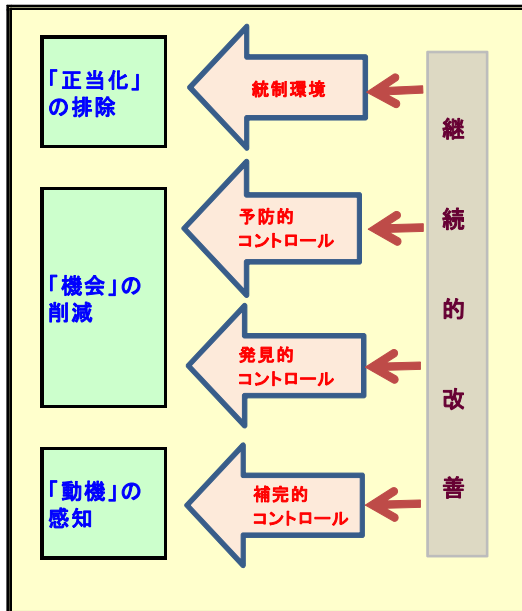 「正当化」
の排除
統制環境
「機会」の
削減
予防的
コントロール
発見的
コントロール
「動機」の
感知
補完的
コントロール
継
続
的
改
善